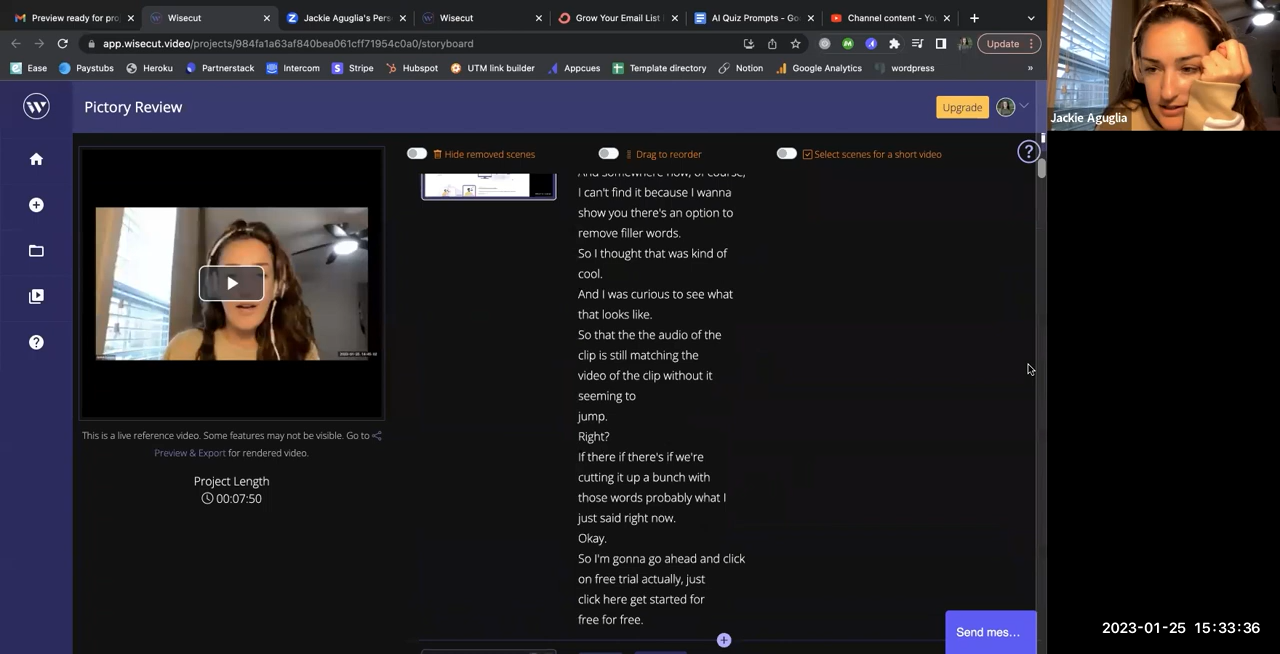 Preview ready for pro
Wisecut
Jackie Aguglia's Pers
Wisecut
Grow Your Email List
AI Quiz Prompts - Go
Channel content - Yo
app.wisecut.video/projects/984fa1a63af840bea061cff71954c0a0/storyboard
Update
Ease
Paystubs
Heroku
Partnerstack
Intercom
Stripe
Hubspot
UTM link builder
Appcues
Template directory
Notion
Google Analytics
wordpress
»
Jackie Aguglia
Pictory Review
Upgrade
Hide removed scenes
Drag to reorder
Select scenes for a short video
And somewhere now, of course,
I can't find it because I wanna
show you there's an option to
remove filler words.
So I thought that was kind of
cool.
And I was curious to see what
that looks like.
So that the the audio of the
clip is still matching the
video of the clip without it
seeming to
jump.
Right?
If there if there's if we're
cutting it up a bunch with
those words probably what I
just said right now.
Okay.
So I'm gonna go ahead and click
on free trial actually, just
click here get started for
free for free.
This is a live reference video. Some features may not be visible. Go to
Preview & Export for rendered video.
Project Length
00:07:50
Send mes...
2023-01-25 15:33:36